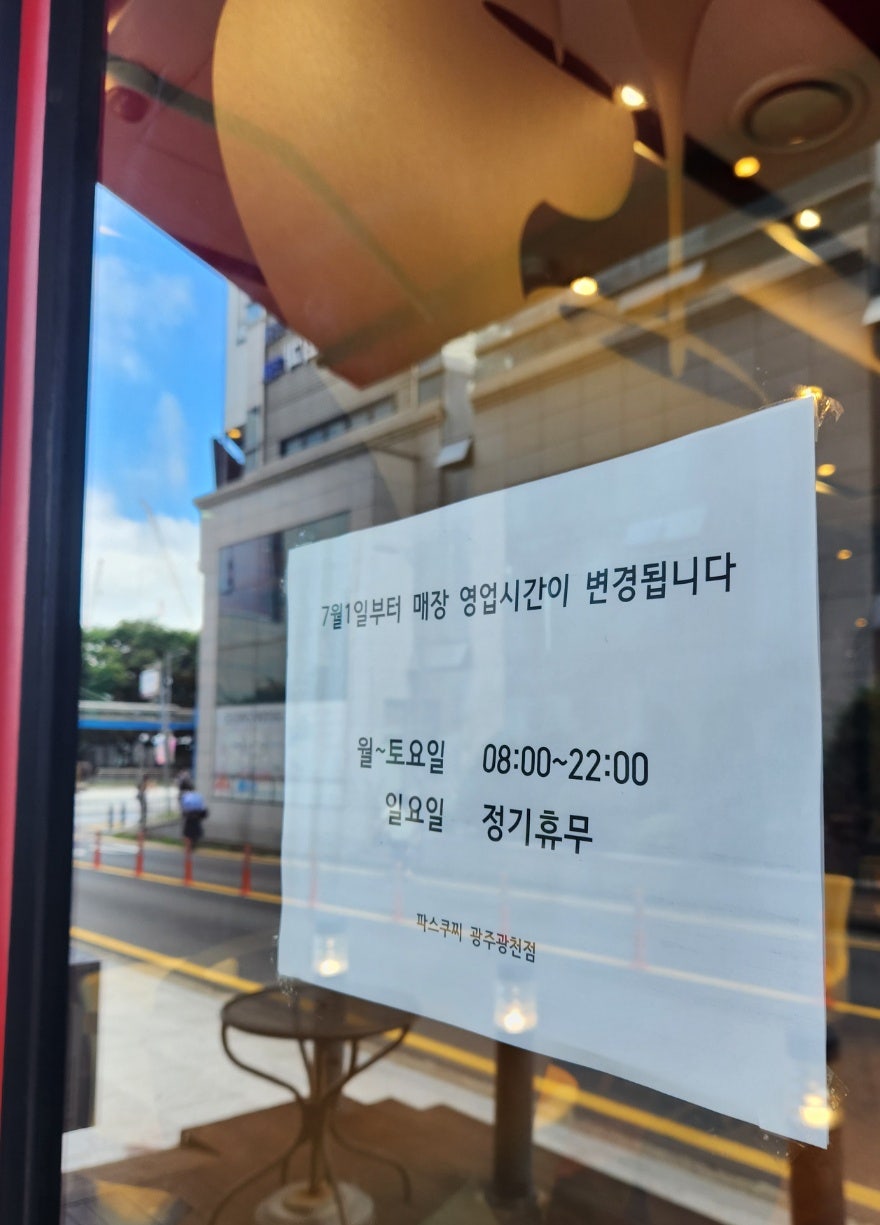 7월1일부터 매장 영업시간이 변경됩니다
월~토요일 08:00~22:00
일요일 정기휴무
파스쿠찌 광주광천점